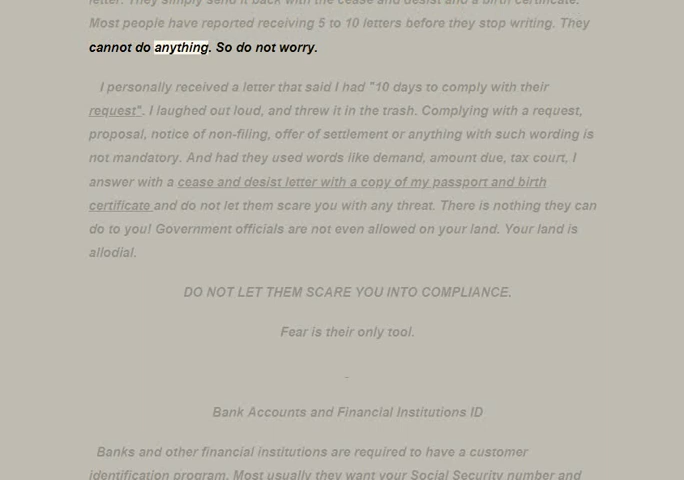 letter. They simply send it back with the cease and desist and a birth certificate.
Most people have reported receiving 5 to 10 letters before they stop writing. They
cannot do anything. So do not worry.
I personally received a letter that said I had "10 days to comply with their
request". I laughed out loud, and threw it in the trash. Complying with a request,
proposal, notice of non-filing, offer of settlement or anything with such wording is
not mandatory. And had they used words like demand, amount due, tax court, I
answer with a cease and desist letter with a copy of my passport and birth
certificate and do not let them scare you with any threat. There is nothing they can
do to you! Government officials are not even allowed on your land. Your land is
allodial.
DO NOT LET THEM SCARE YOU INTO COMPLIANCE.
Fear is their only tool.
Bank Accounts and Financial Institutions ID
Banks and other financial institutions are required to have a customer
identification program. Most usually they want your Social Security number and